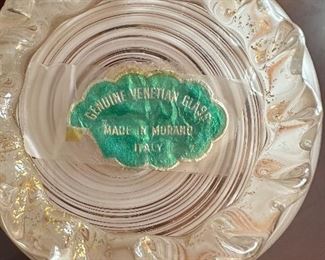 GENUINE VENETIAN GLASS
MADE IN MURANO
ITALY